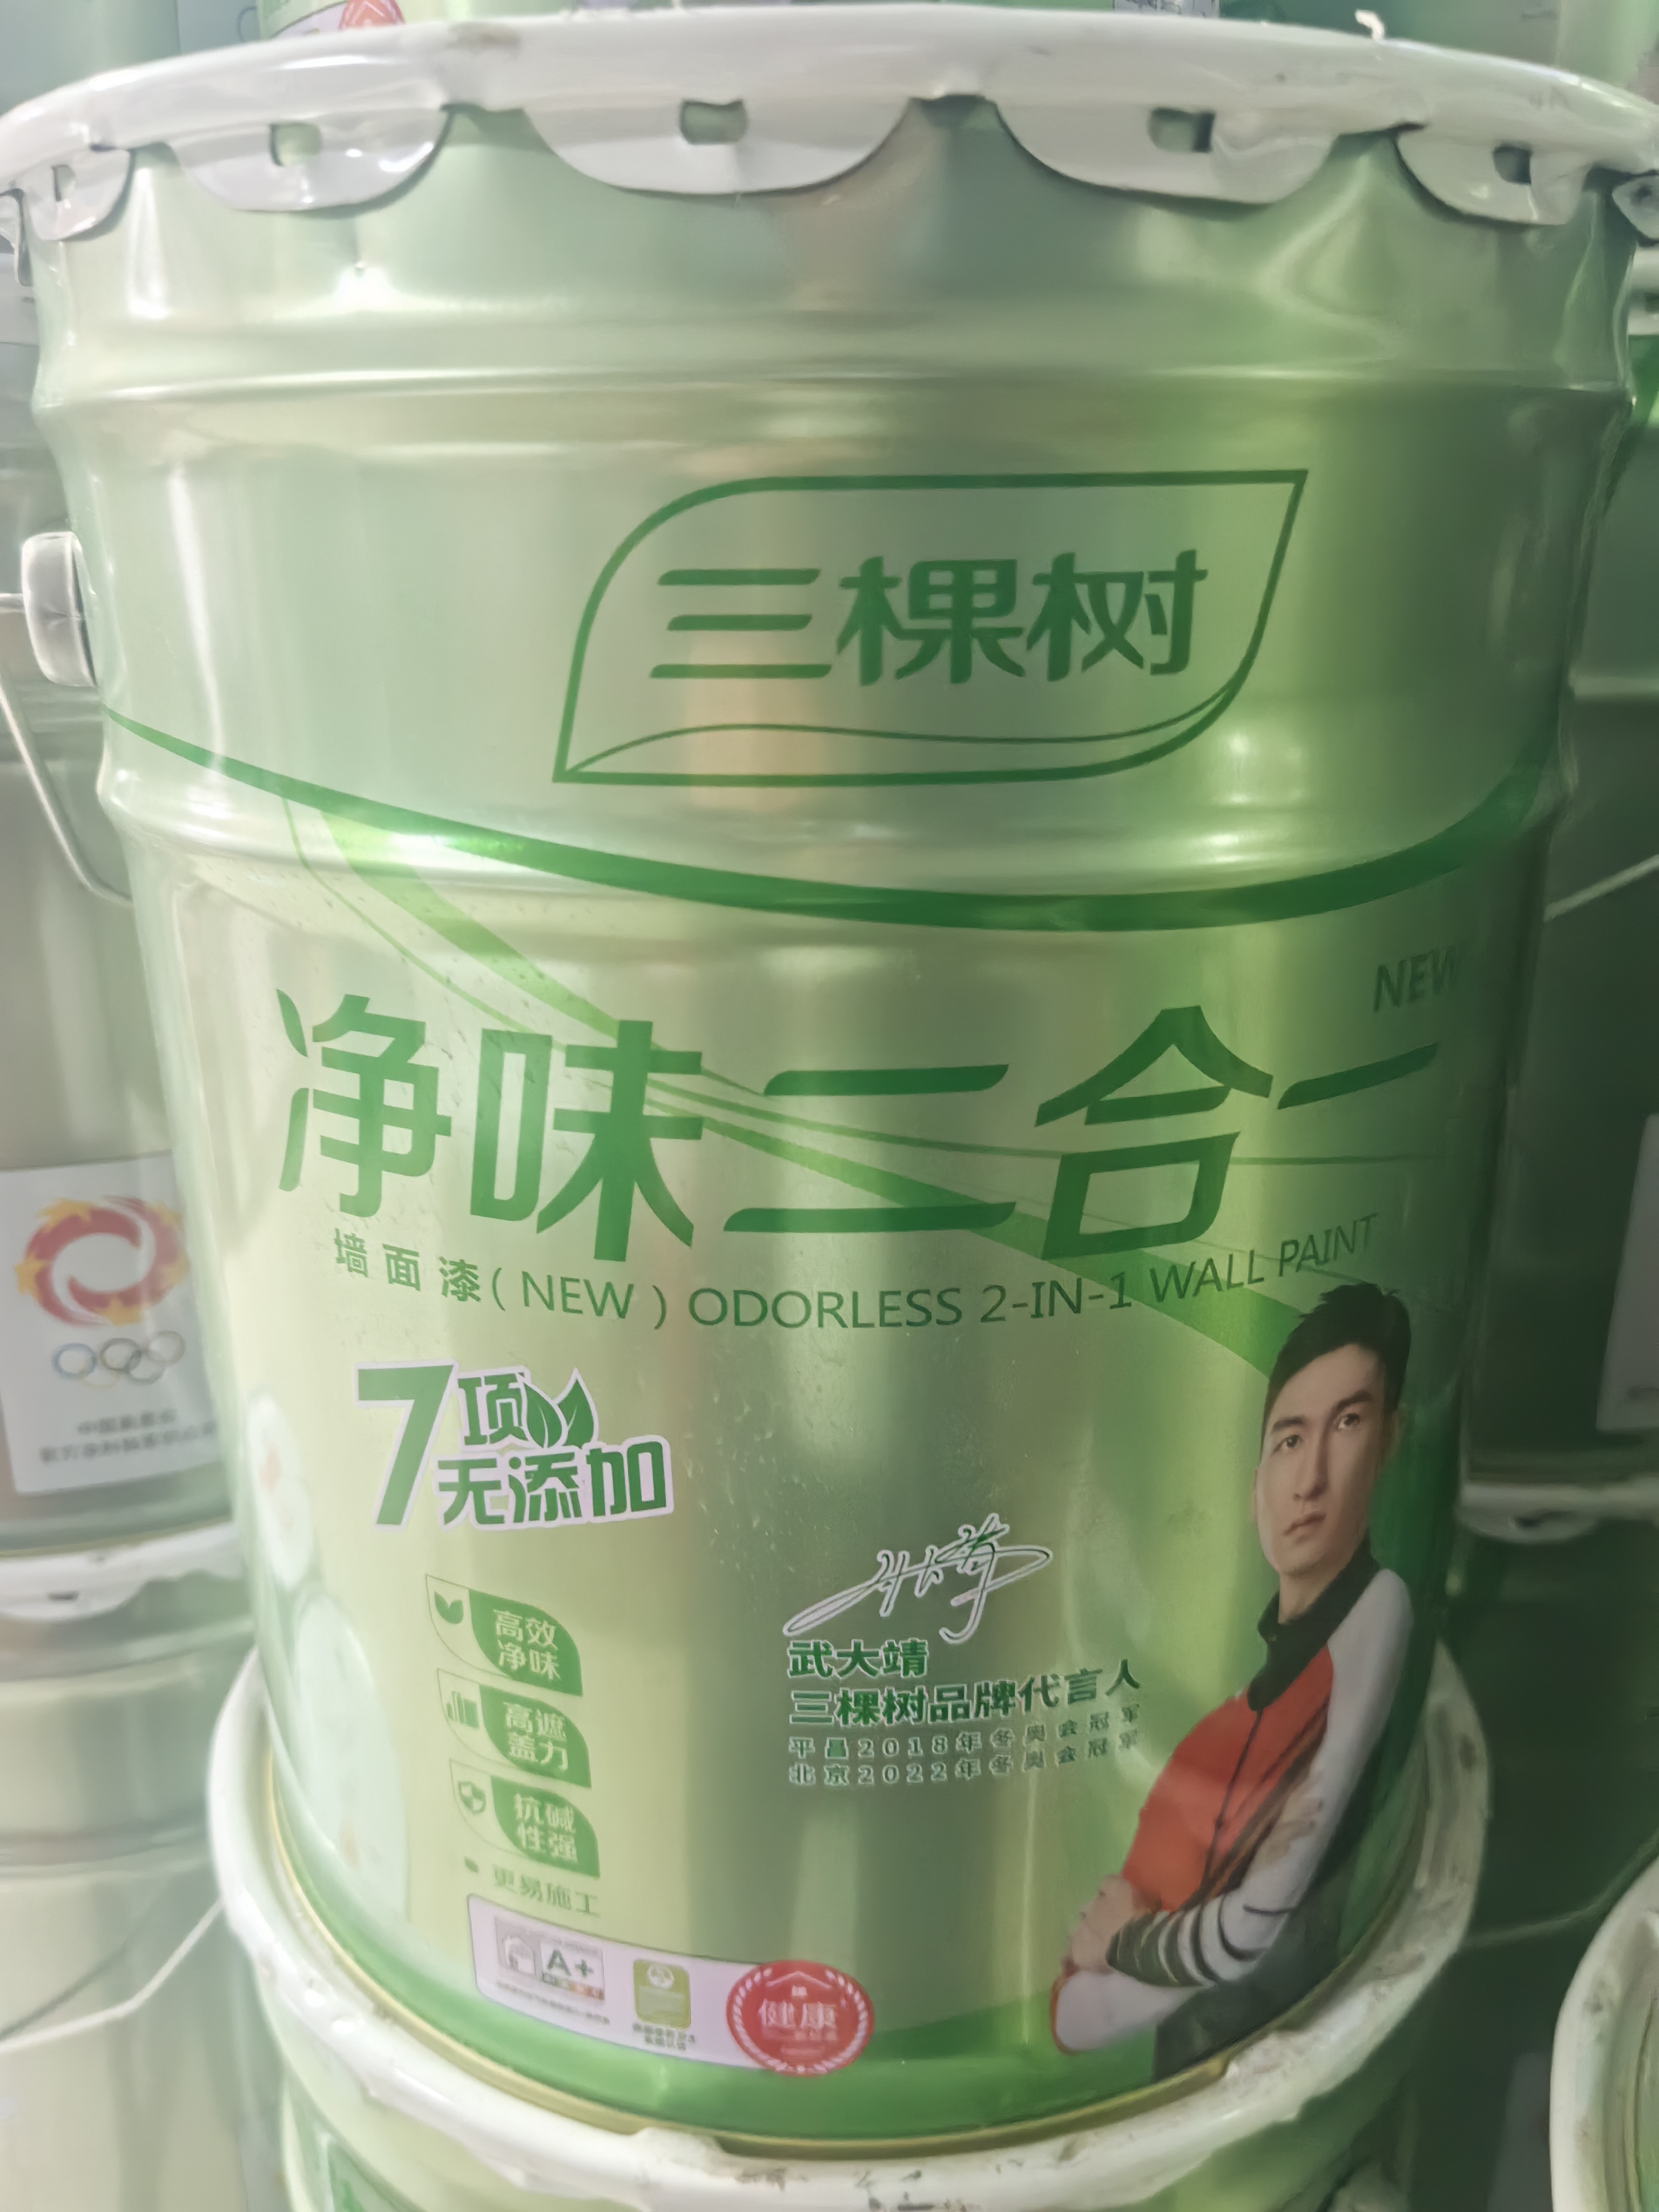 三棵树
NEW
净味二合一
墙面漆(NEW)ODORLESS 2-IN-1 WALL PAINT
7项
无添加
武大靖
三棵树品牌代言人
平昌2018年冬奥会冠军
北京2022年冬奥会冠军
高效
净味
高遮
盖力
抗碱
性强
更易施工
A+
健康